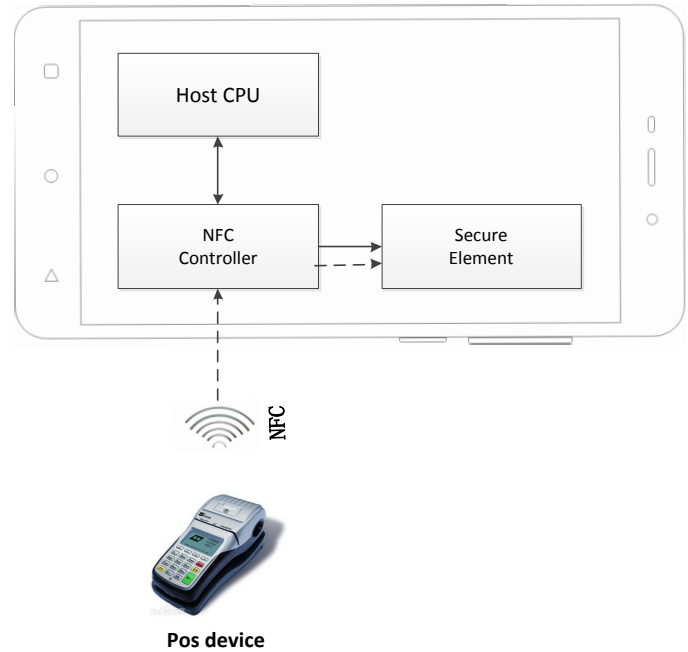 Host CPU
NFC
Controller
Secure
Element
NFC
Pos device